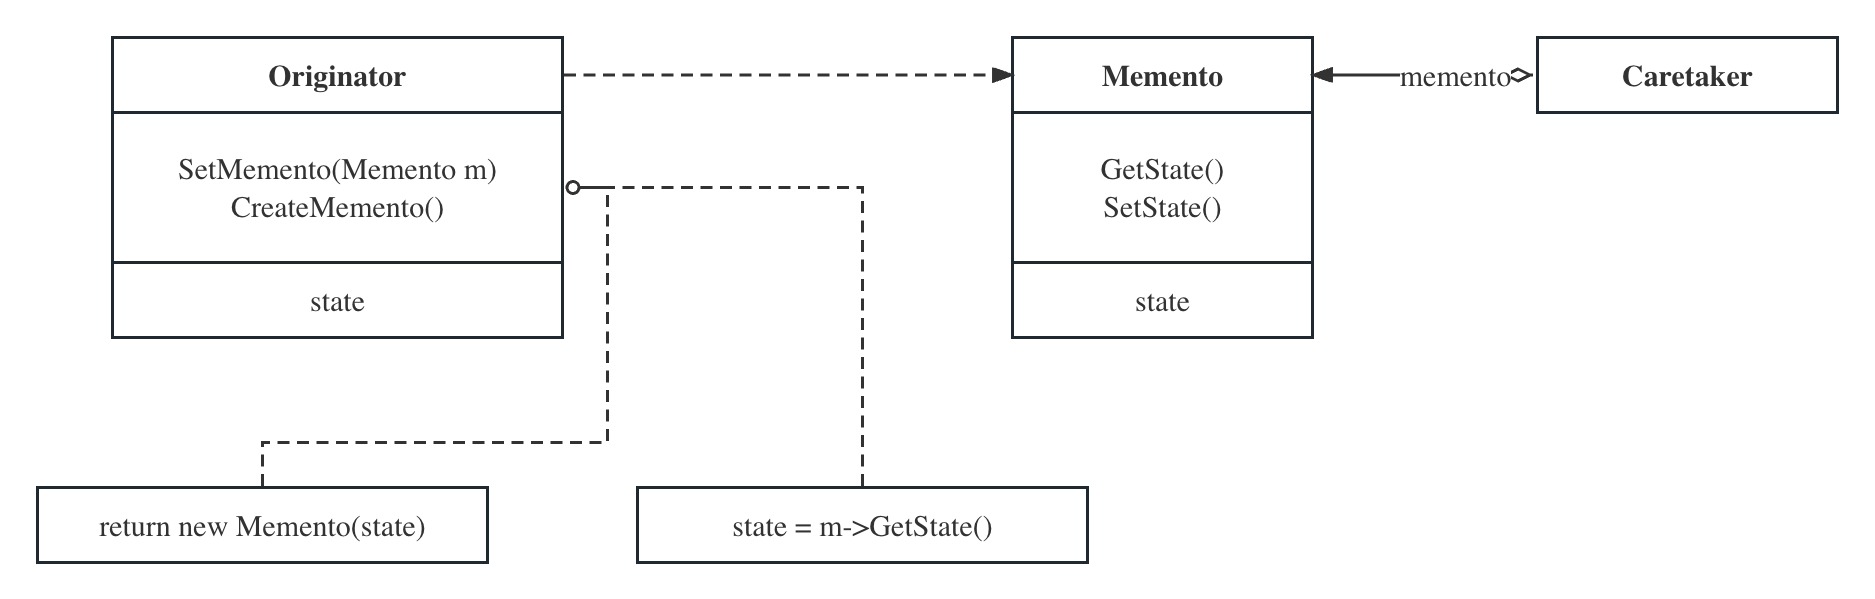 Originator
SetMemento(Memento m)
CreateMemento()
state
Memento
GetState()
SetState()
state
memento
Caretaker
return new Memento(state)
state = m->GetState()